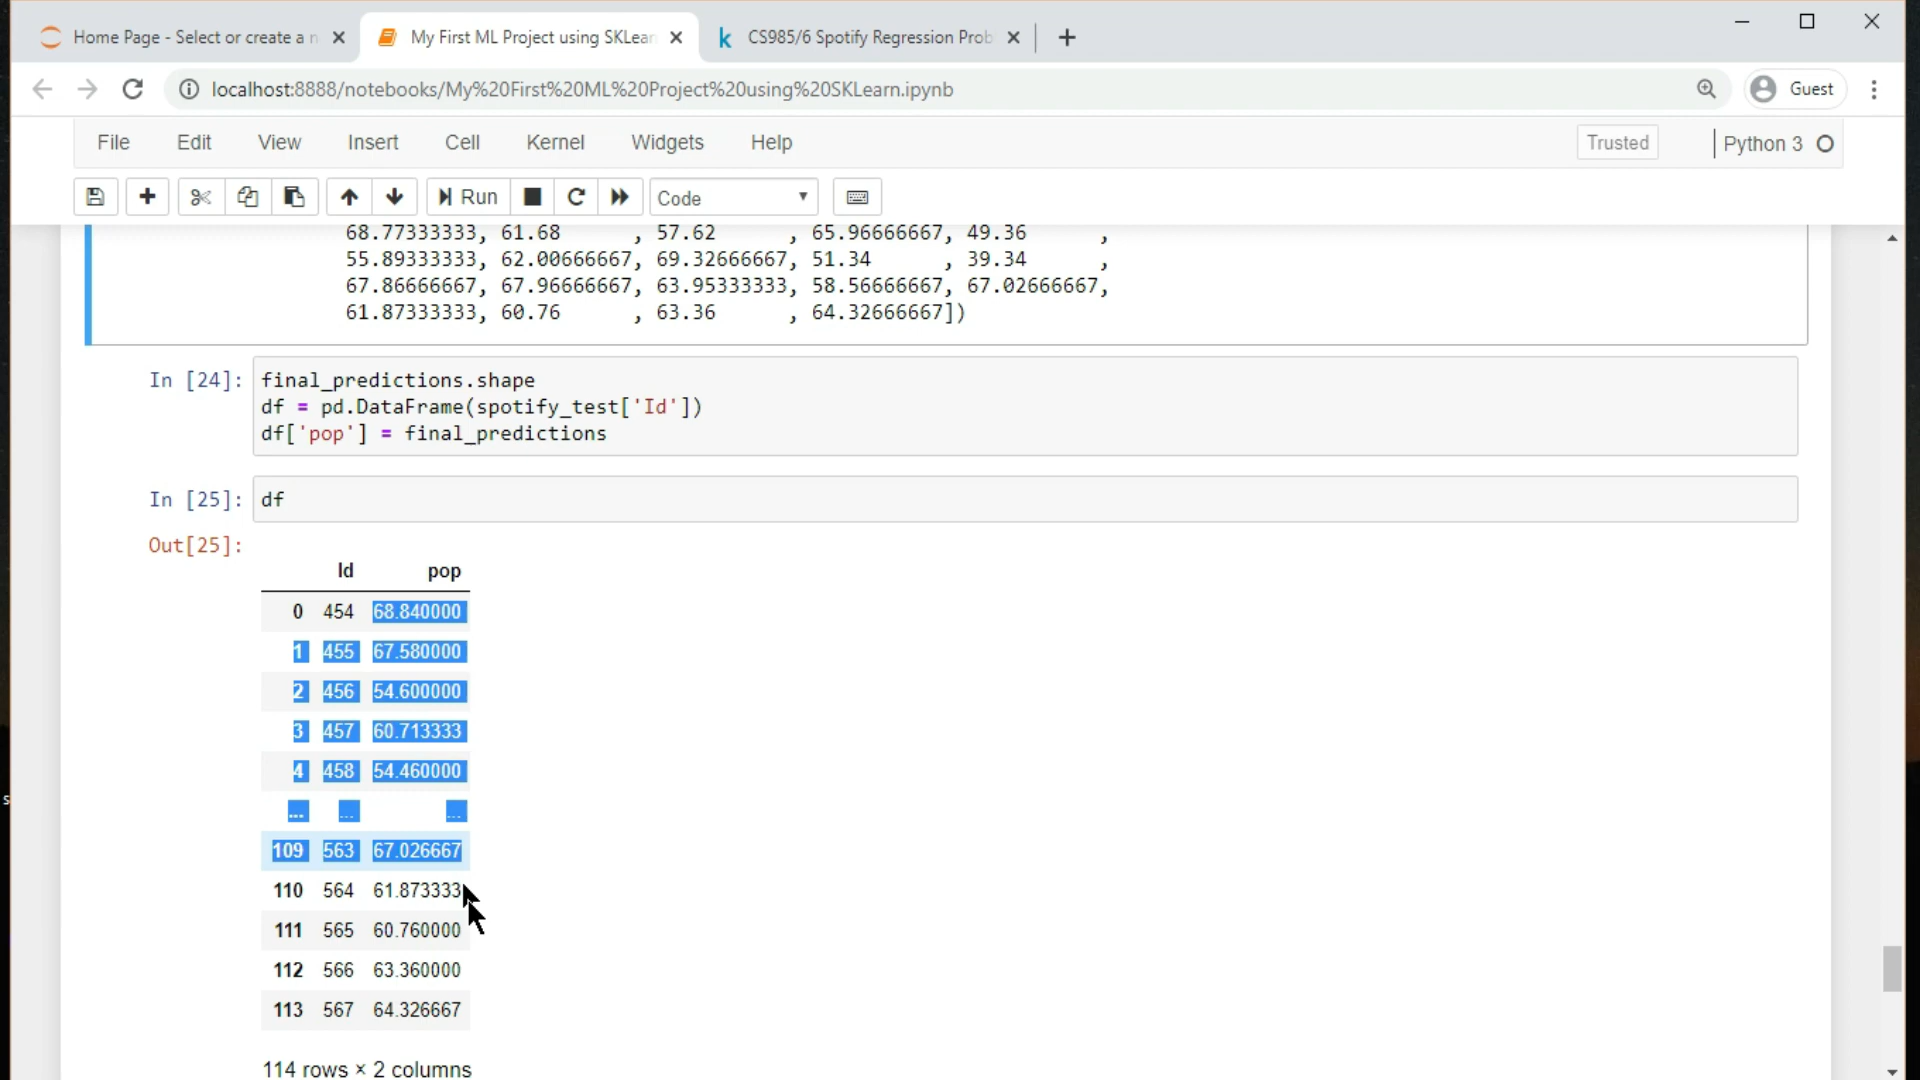 Home Page - Select or create a n
My First ML Project using SKLear
k CS985/6 Spotify Regression Prob
localhost:8888/notebooks/My%20First%20ML%20Project%20using%20SKLearn.ipynb
Guest
File Edit View Insert Cell Kernel Widgets Help
Trusted Python 3
Run Code
68.77333333, 61.68 , 57.62 , 65.96666667, 49.36 ,
55.89333333, 62.00666667, 69.32666667, 51.34 , 39.34 ,
67.86666667, 67.96666667, 63.95333333, 58.56666667, 67.02666667,
61.87333333, 60.76 , 63.36 , 64.32666667])
In [24]: final_predictions.shape
df = pd.DataFrame(spotify_test['Id'])
df['pop'] = final_predictions
In [25]: df
Out[25]:
Id pop
0 454 68.840000
1 455 67.580000
2 456 54.600000
3 457 60.713333
4 458 54.460000
... ... ...
109 563 67.026667
110 564 61.873333
111 565 60.760000
112 566 63.360000
113 567 64.326667
114 rows × 2 columns
s